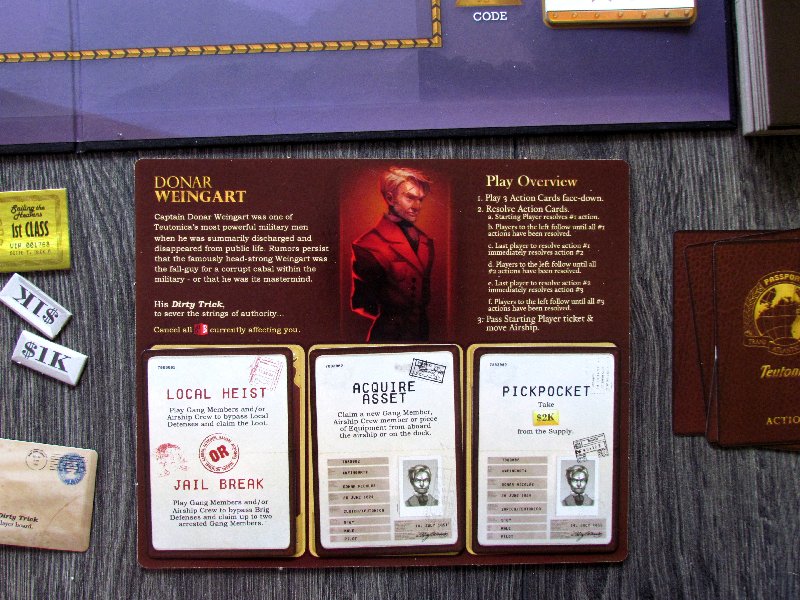 CODE
DONAR
WEINGART
Captain Donar Weingart was one of
Teutonica's most powerful military men
when he was summarily discharged and
disappeared from public life. Rumors persist
that the famously head-strong Weingart was
the fall-guy for a corrupt cabal within the
military - or that he was its mastermind.
His Dirty Trick,
to sever the strings of authority...
Cancel all currently affecting you.
Play Overview
1. Play 3 Action Cards face-down.
2. Resolve Action Cards.
a. Starting Player resolves #1 action.
b. Players to the left follow until all #1
actions have been resolved.
c. Last player to resolve action #1
immediately resolves action #2
d. Players to the left follow until all
#2 actions have been resolved.
e. Last player to resolve action #2
immediately resolves action #3
f. Players to the left follow until all #3
actions have been resolved.
3: Pass Starting Player ticket &
move Airship.
Sailing the
Heavens
1st CLASS
$1K
$1K
Dirty Trick
board.
LOCAL HEIST
Play Gang Members and/or
Airship Crew to bypass Local
Defenses and claim the Loot.
OR
JAIL BREAK
Play Gang Members and/or
Airship Crew to bypass Brig
Defenses and claim up to two
arrested Gang Members.
ACQUIRE
ASSET
Claim a new Gang Member,
Airship Crew member or piece
of Equipment from aboard
the airship or on the dock.
MALE
PILOT
PICKPOCKET
Take
$2K
from the Supply.
MALE
PILOT
PASSPORT
Teuton
ACTIO